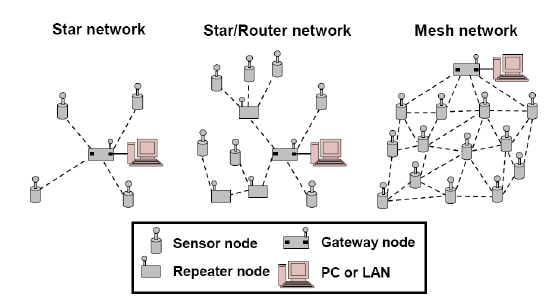 Star network
Star/Router network
Mesh network
Sensor node
Gateway node
Repeater node
PC or LAN